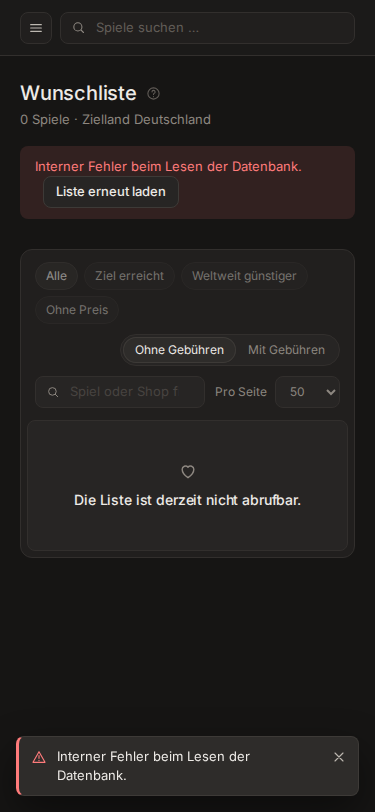 Spiele suchen ...
Wunschliste
0 Spiele · Zielland Deutschland
Interner Fehler beim Lesen der Datenbank.
Liste erneut laden
Alle
Ziel erreicht
Weltweit günstiger
Ohne Preis
Ohne Gebühren
Mit Gebühren
Spiel oder Shop f
Pro Seite
50
Die Liste ist derzeit nicht abrufbar.
Interner Fehler beim Lesen der
Datenbank.